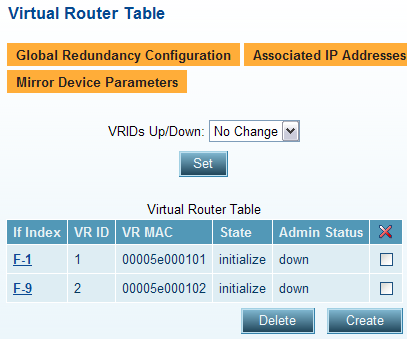 Virtual Router Table
Global Redundancy Configuration Associated IP Addresses
Mirror Device Parameters
VRIDs Up/Down: No Change
Set
Virtual Router Table
If Index VR ID VR MAC State Admin Status
F-1 1 00005e000101 initialize down
F-9 2 00005e000102 initialize down
Delete Create